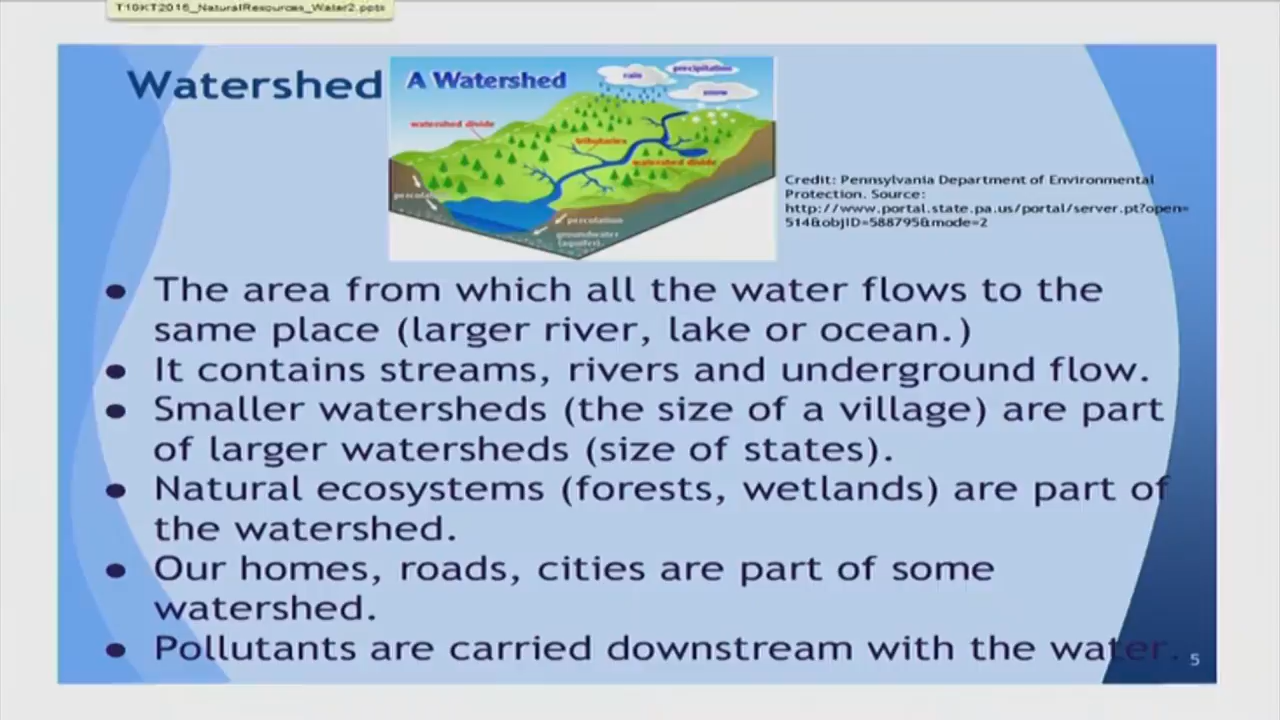 T10KT2016_NaturalResources_Water2.pptx
Watershed
A Watershed
rain
precipitation
snow
watershed divide
tributaries
watershed divide
percolation
groundwater
(aquifer)
Credit: Pennsylvania Department of Environmental
Protection. Source:
http://www.portal.state.pa.us/portal/server.pt?open=
514&objID=588795&mode=2
● The area from which all the water flows to the
same place (larger river, lake or ocean.)
● It contains streams, rivers and underground flow.
● Smaller watersheds (the size of a village) are part
of larger watersheds (size of states).
● Natural ecosystems (forests, wetlands) are part of
the watershed.
● Our homes, roads, cities are part of some
watershed.
● Pollutants are carried downstream with the water.
5